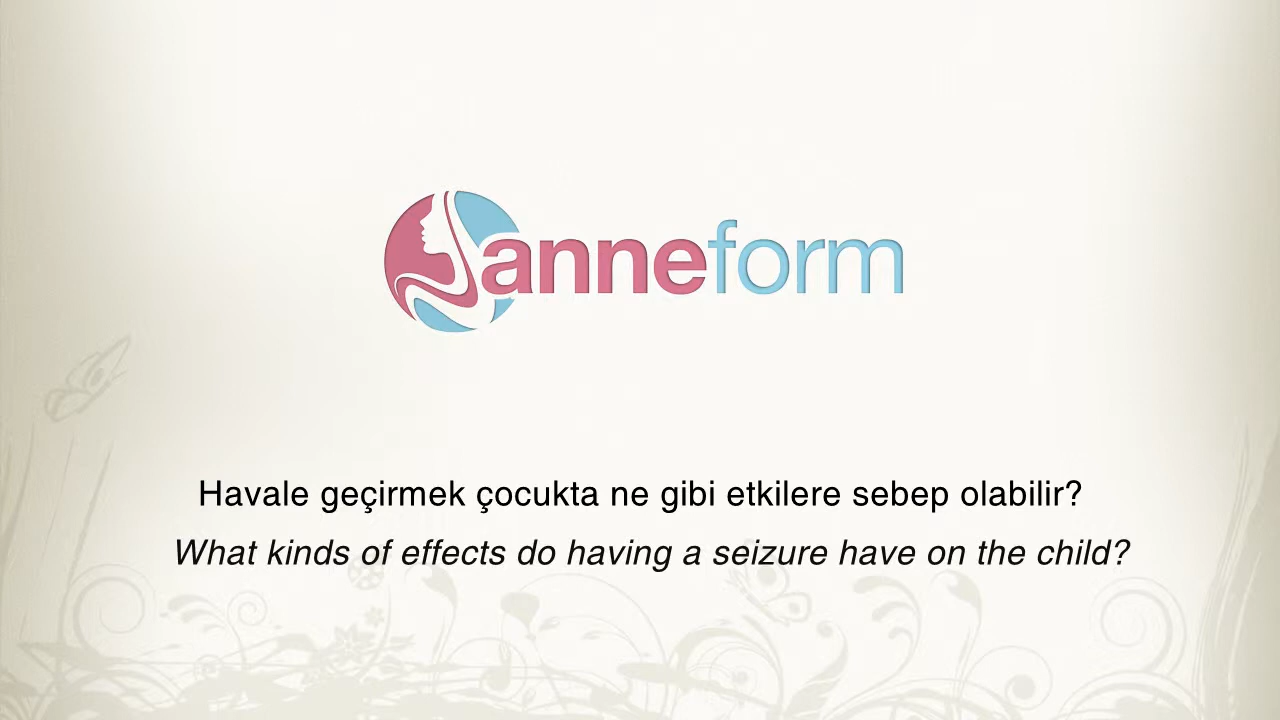 anneform
Havale geçirmek çocukta ne gibi etkilere sebep olabilir?
What kinds of effects do having a seizure have on the child?